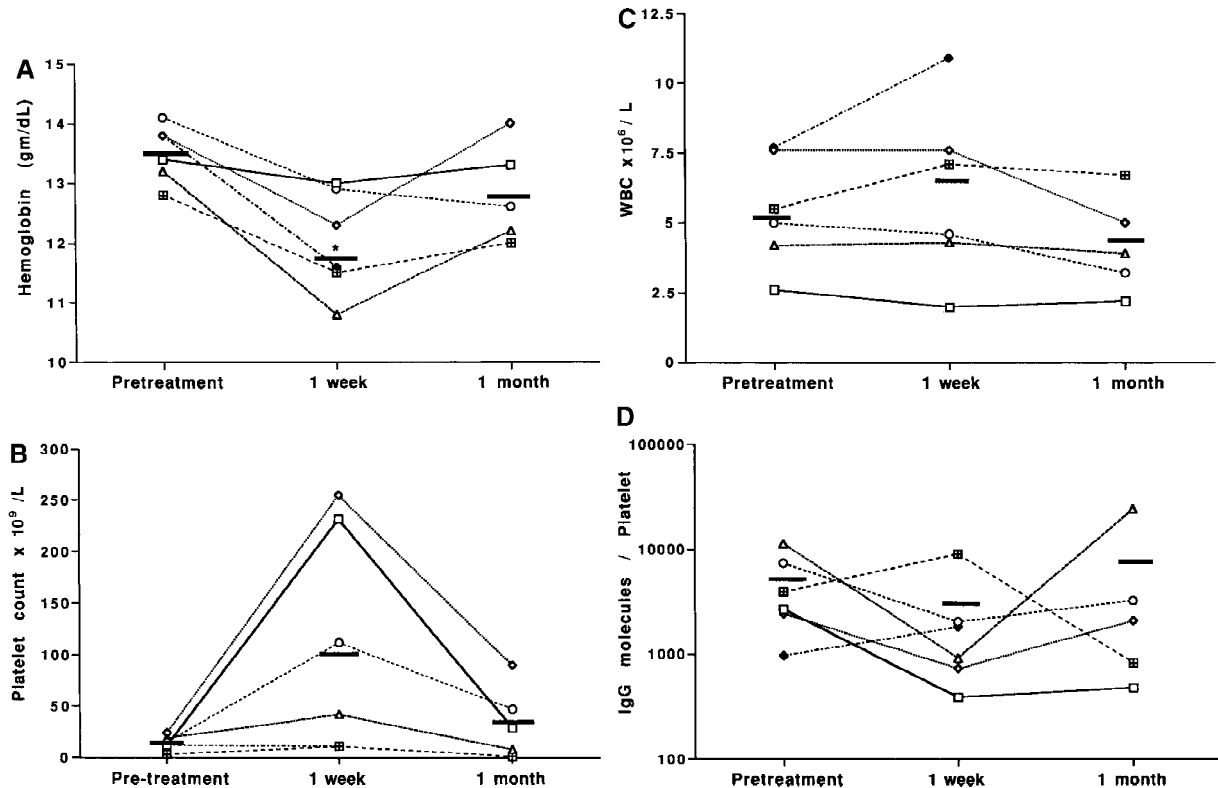 A
Hemoglobin (gm/dL)
15
14
13
12
11
10
*
Pretreatment 1 week 1 month
B
Platelet count x 10⁹/L
300
250
200
150
100
50
0
Pre-treatment 1 week 1 month
C
WBC x10⁶/L
12.5
10
7.5
5
2.5
0
Pretreatment 1 week 1 month
D
IgG molecules / Platelet
100000
10000
1000
100
Pretreatment 1 week 1 month